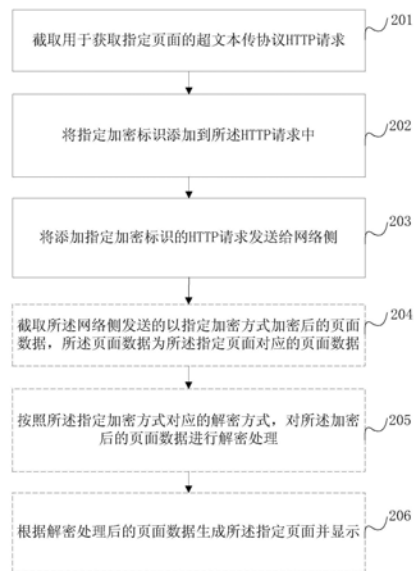 截取用于获取指定页面的超文本传协议HTTP请求
201
将指定加密标识添加到所述HTTP请求中
202
将添加指定加密标识的HTTP请求发送给网络侧
203
截取所述网络侧发送的以指定加密方式加密后的页面
数据，所述页面数据为所述指定页面对应的页面数据
204
按照所述指定加密方式对应的解密方式，对所述加密
后的页面数据进行解密处理
205
根据解密处理后的页面数据生成所述指定页面并显示
206